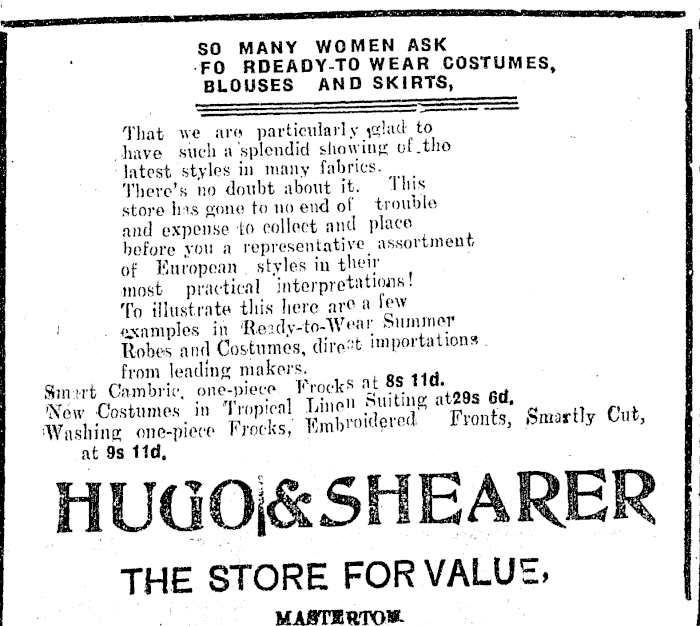 SO MANY WOMEN ASK
FO RDEADY-TO WEAR COSTUMES,
BLOUSES AND SKIRTS,
That we are particularly glad to
have such a splendid showing of the
latest styles in many fabrics.
There's no doubt about it. This
store has gone to no end of trouble
and expense to collect and place
before you a representative assortment
of European styles in their
most practical interpretations!
To illustrate this here are a few
examples in Ready-to-Wear Summer
Robes and Costumes, direct importations
from leading makers.
Smart Cambric, one-piece Frocks at 8s 11d.
New Costumes in Tropical Linen Suiting at29s 6d.
Washing one-piece Frocks, Embroidered Fronts, Smartly Cut,
at 9s 11d.
HUGO & SHEARER
THE STORE FOR VALUE,
MASTERTON.